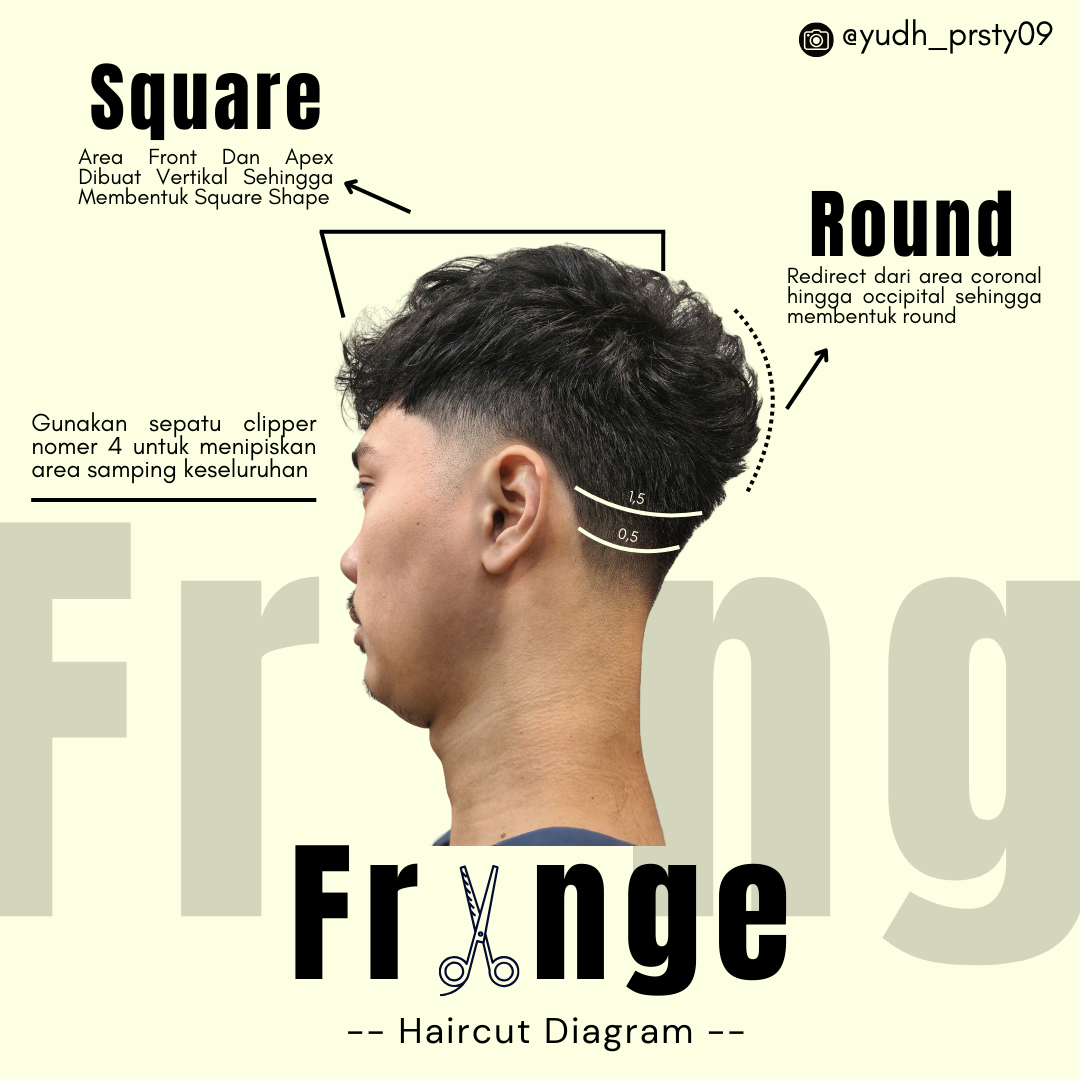 @yudh_prsty09
Square
Area Front Dan Apex
Dibuat Vertikal Sehingga
Membentuk Square Shape
Round
Redirect dari area coronal
hingga occipital sehingga
membentuk round
Gunakan sepatu clipper
nomer 4 untuk menipiskan
area samping keseluruhan
1,5
0,5
Fr ng
Fr nge
-- Haircut Diagram --